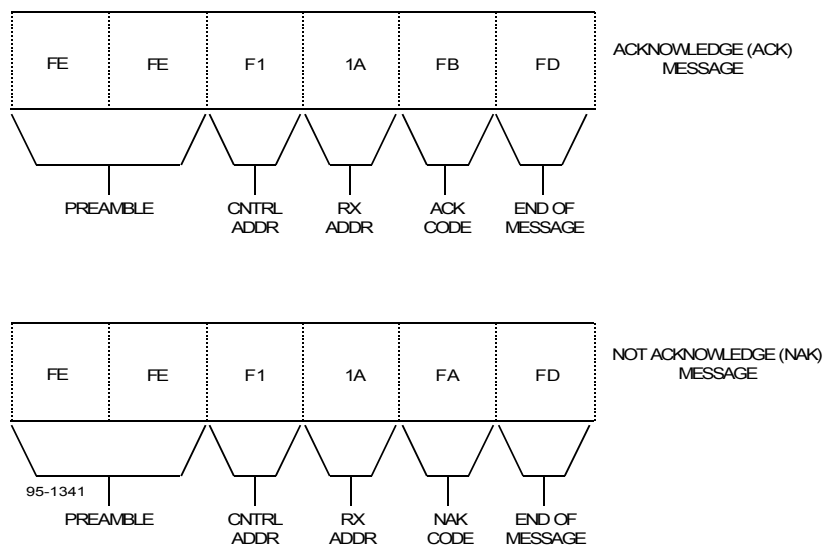 FE FE F1 1A FB FD
ACKNOWLEDGE (ACK)
MESSAGE
PREAMBLE CNTRL RX ACK END OF
ADDR ADDR CODE MESSAGE
FE FE F1 1A FA FD
NOT ACKNOWLEDGE (NAK)
MESSAGE
95-1341
PREAMBLE CNTRL RX NAK END OF
ADDR ADDR CODE MESSAGE